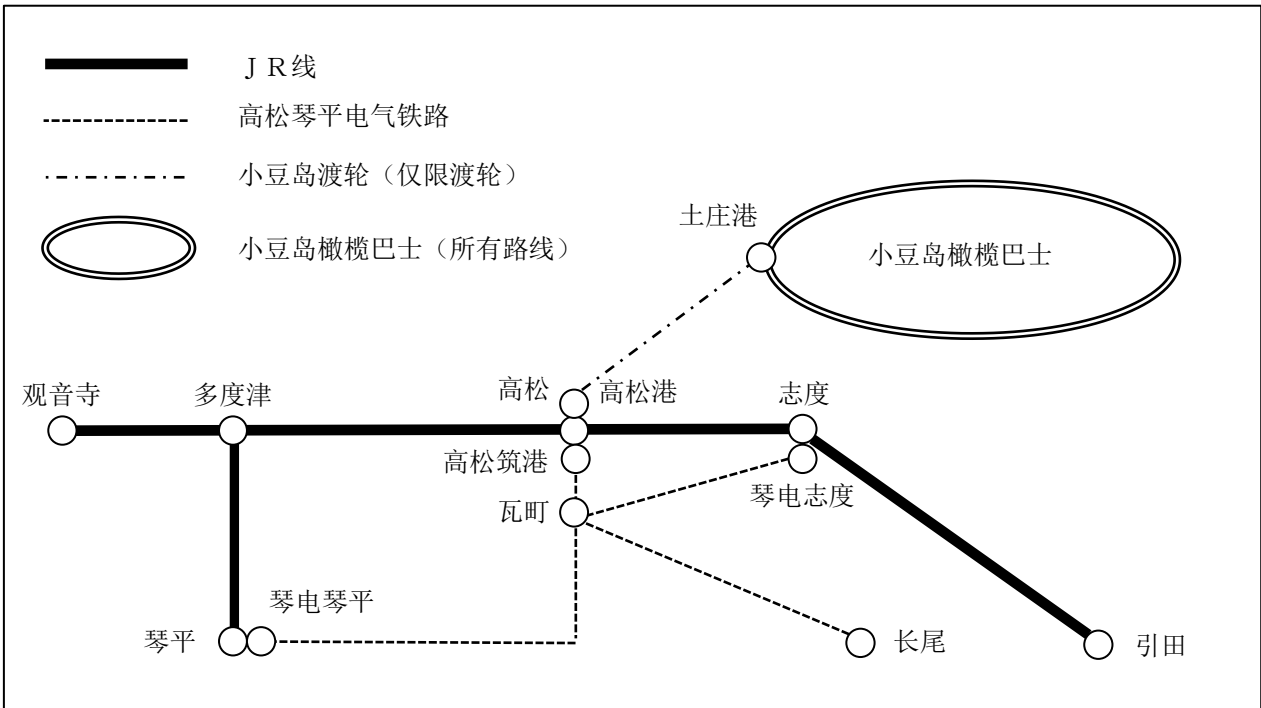 ＪＲ线
高松琴平电气铁路
小豆岛渡轮（仅限渡轮）
小豆岛橄榄巴士（所有路线）
土庄港
小豆岛橄榄巴士
观音寺
多度津
高松
高松港
志度
高松筑港
瓦町
琴电志度
琴电琴平
琴平
长尾
引田